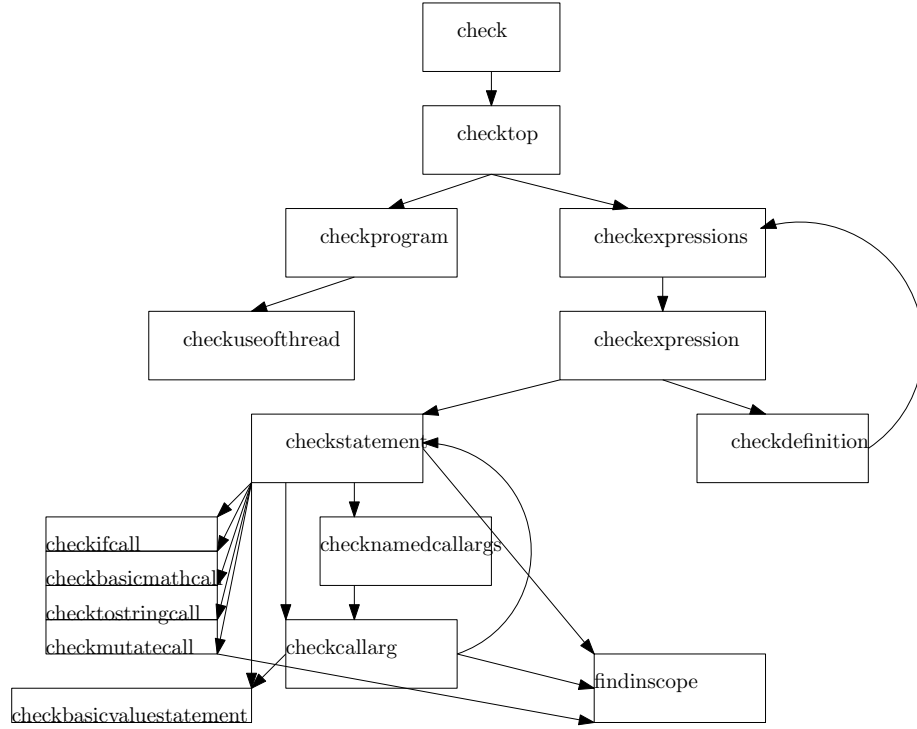 check
checktop
checkprogram
checkexpressions
checkuseofthread
checkexpression
checkstatement
checkdefinition
checkifcall
checknamedcallargs
checkbasicmathcall
checktostringcall
checkmutatecall
checkcallarg
findinscope
checkbasicvaluestatement